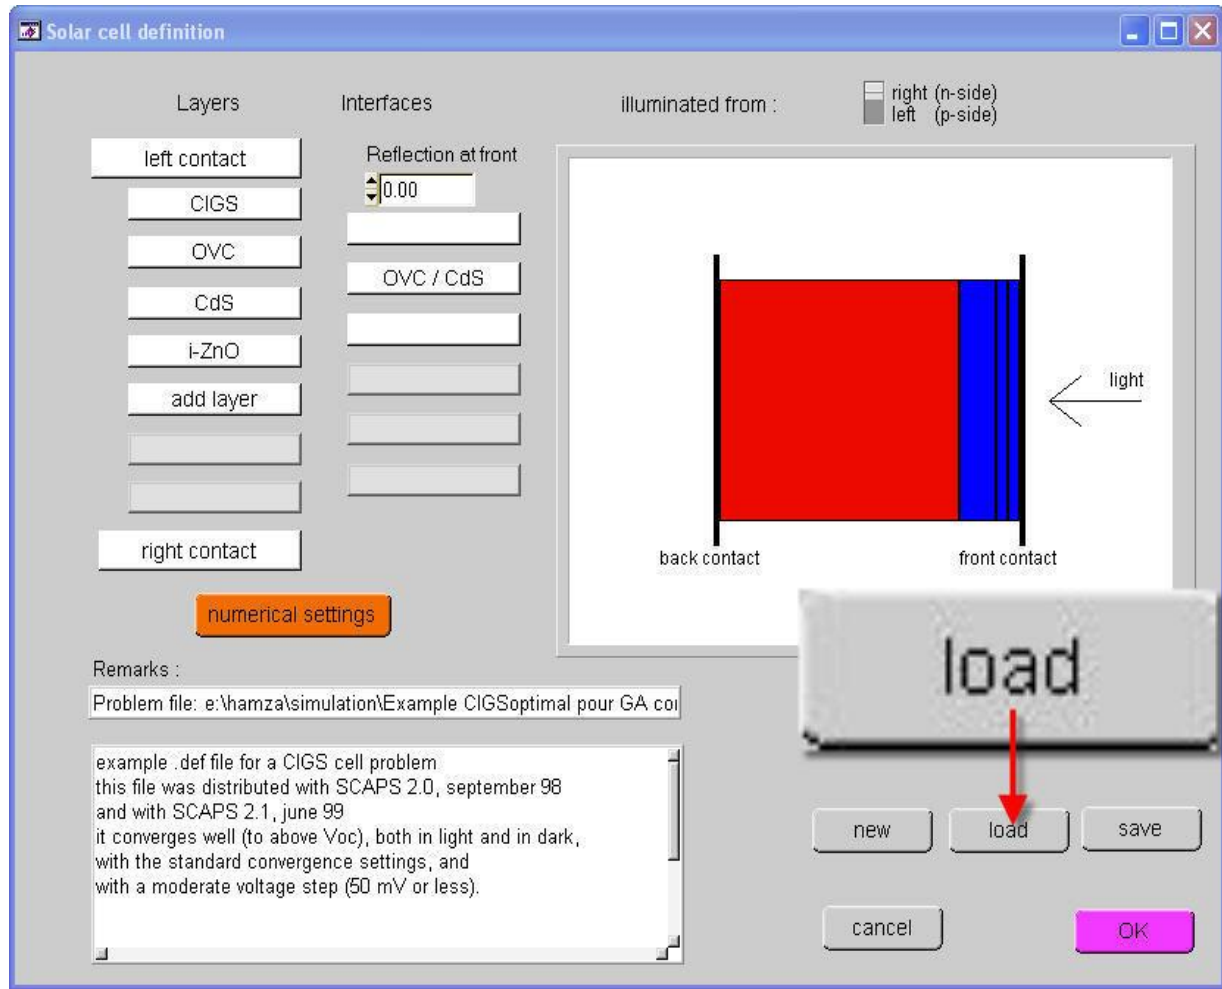 Solar cell definition
Layers
Interfaces
illuminated from :
right (n-side)
left (p-side)
left contact
Reflection at front
0.00
CIGS
OVC
OVC / CdS
CdS
i-ZnO
add layer
right contact
light
back contact
front contact
numerical settings
load
Remarks :
Problem file: e:\hamza\simulation\Example CIGSoptimal pour GA
example .def file for a CIGS cell problem
this file was distributed with SCAPS 2.0, september 98
and with SCAPS 2.1, june 99
it converges well (to above Voc), both in light and in dark,
with the standard convergence settings, and
with a moderate voltage step (50 mV or less).
new
load
save
cancel
OK